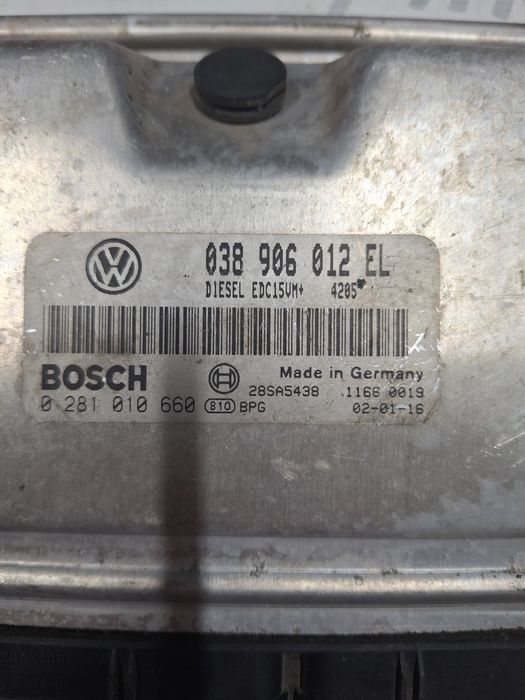 038 906 012 EL
DIESEL EDC15VM+ 4205
BOSCH
Made in Germany
28SA5438 .1166 0019
0 281 010 660 810 BPG 02-01-16